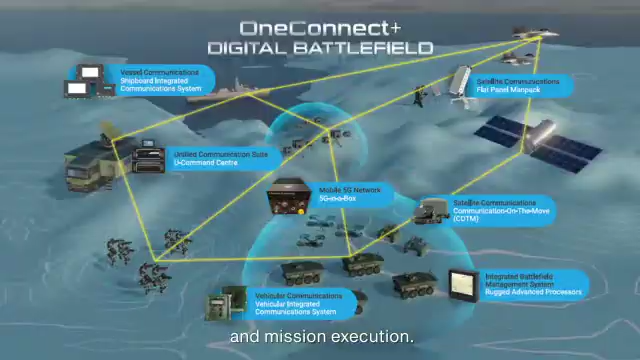 OneConnect+
DIGITAL BATTLEFIELD
Vessel Communications
Shipboard Integrated
Communications System
Satellite Communications
Flat Panel Manpack
Unified Communication Suite
U-Command Centre
Mobile 5G Network
5G-in-a-Box
Satellite Communications
Communication-On-The-Move
(COTM)
Vehicular Communications
Vehicular Integrated
Communications System
Integrated Battlefield
Management System
Rugged Advanced Processors
and mission execution.